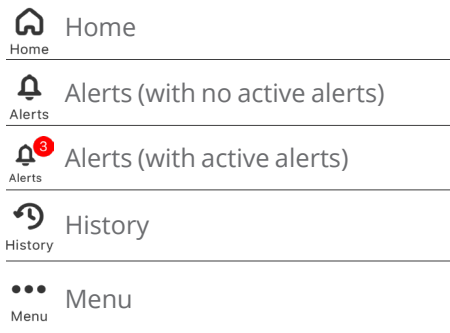 Home
Home
Alerts (with no active alerts)
Alerts
3
Alerts (with active alerts)
Alerts
History
History
Menu
Menu